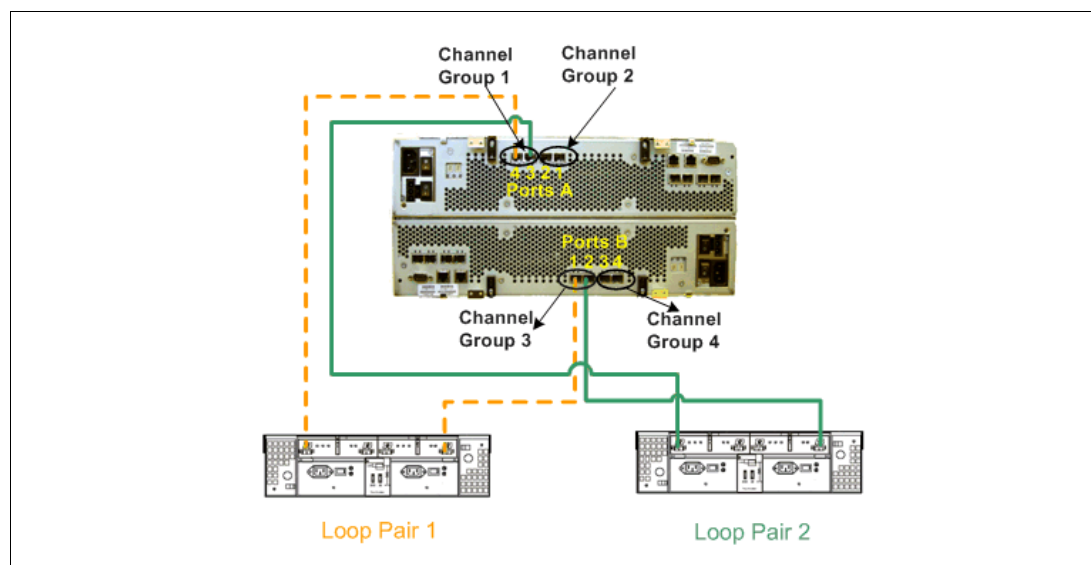 Channel
Group 1
Channel
Group 2
4 3 2 1
Ports A
Ports B
1 2 3 4
Channel
Group 3
Channel
Group 4
Loop Pair 1
Loop Pair 2